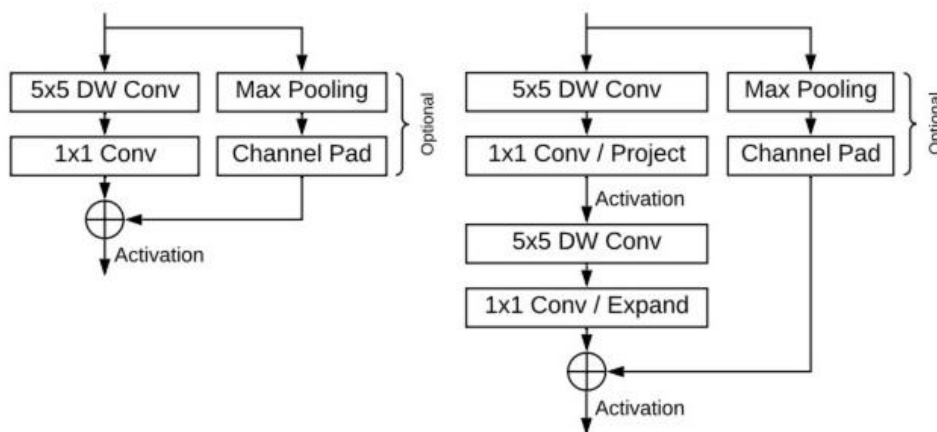 5x5 DW Conv
Max Pooling
1x1 Conv
Channel Pad
Optional
Activation
5x5 DW Conv
Max Pooling
1x1 Conv / Project
Channel Pad
Optional
Activation
5x5 DW Conv
1x1 Conv / Expand
Activation